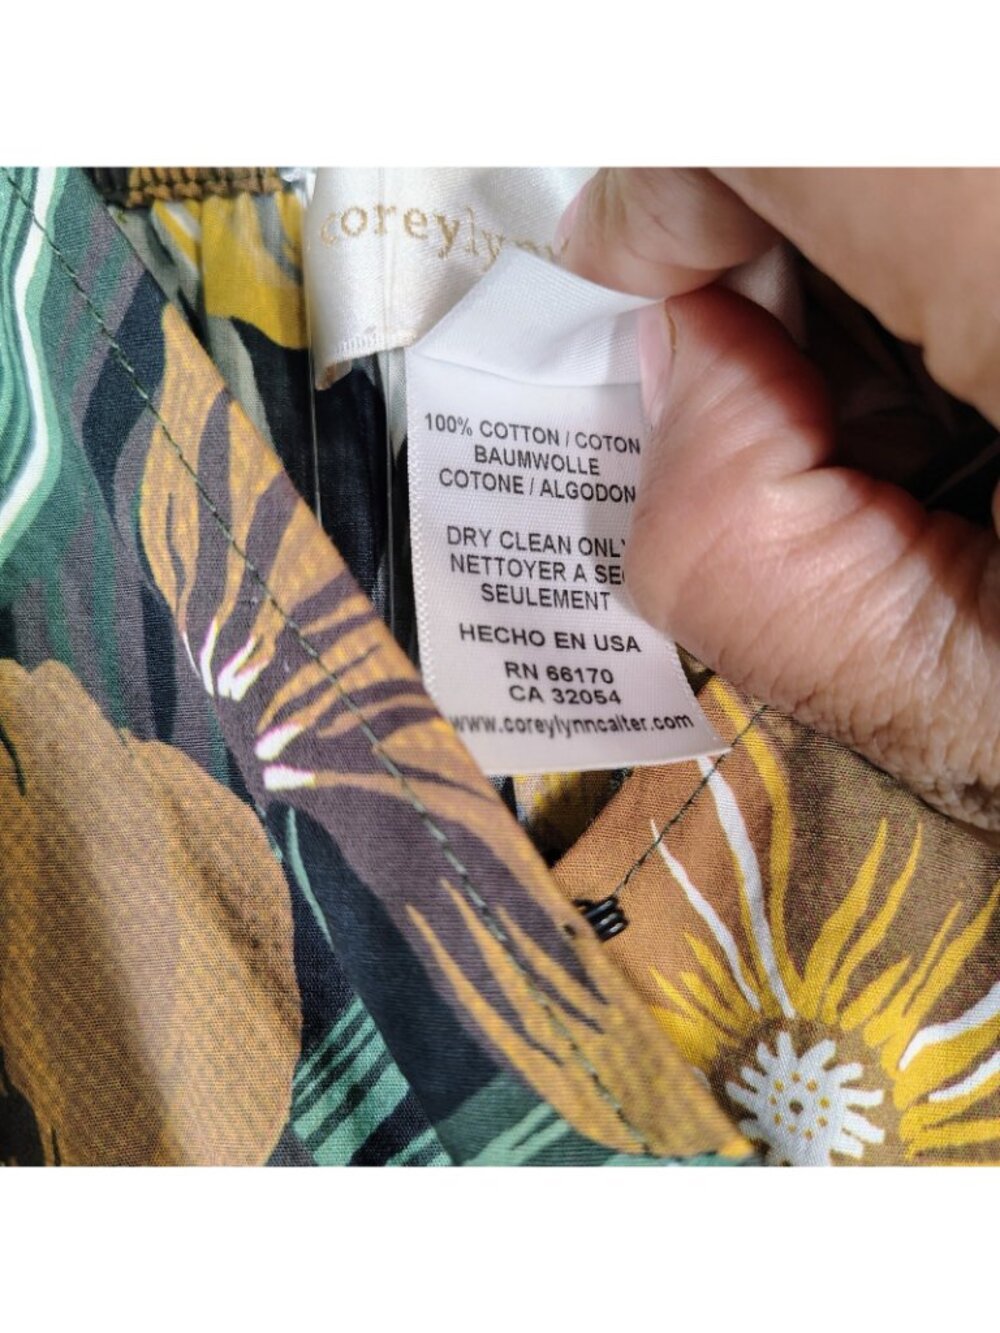 coreylynn
100% COTTON / COTON
BAUMWOLLE
COTONE / ALGODON
DRY CLEAN ONLY
NETTOYER A SEC
SEULEMENT
HECHO EN USA
RN 66170
CA 32054
www.coreylynncalter.com